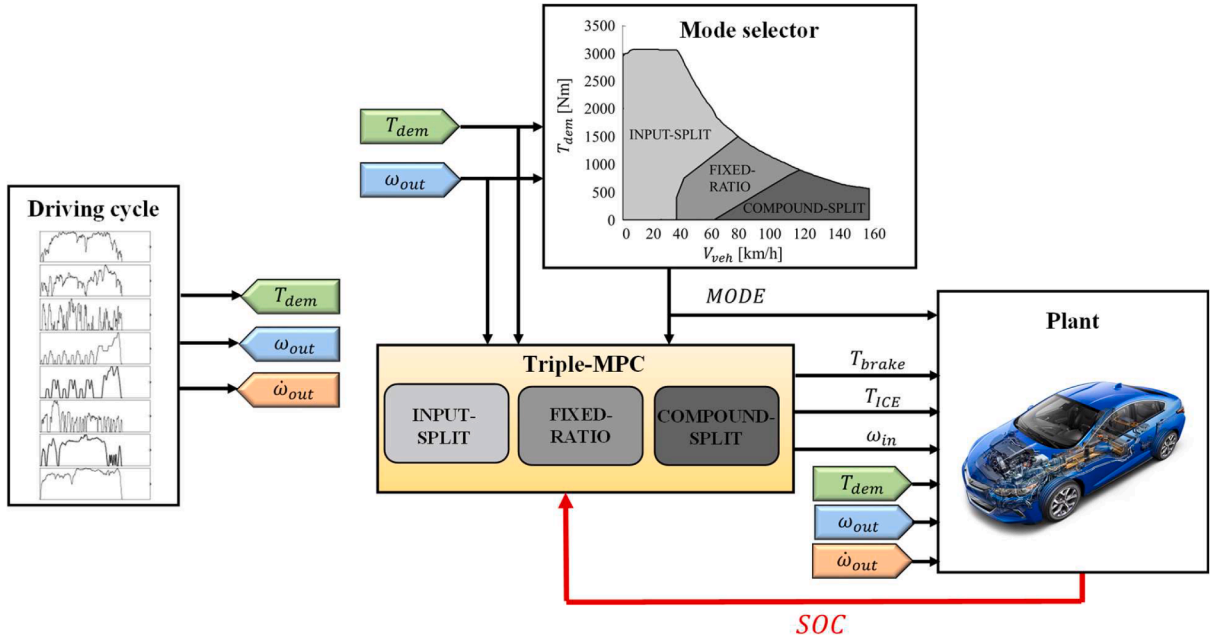 Mode selector
3500
3000
2500
2000
1500
1000
500
0
T_dem [Nm]
INPUT-SPLIT
FIXED-
RATIO
COMPOUND-SPLIT
0 20 40 60 80 100 120 140 160
V_veh [km/h]
T_dem
ω_out
Driving cycle
T_dem
ω_out
ω̇_out
MODE
Triple-MPC
INPUT-
SPLIT
FIXED-
RATIO
COMPOUND-
SPLIT
Plant
T_brake
T_ICE
ω_in
T_dem
ω_out
ω̇_out
SOC